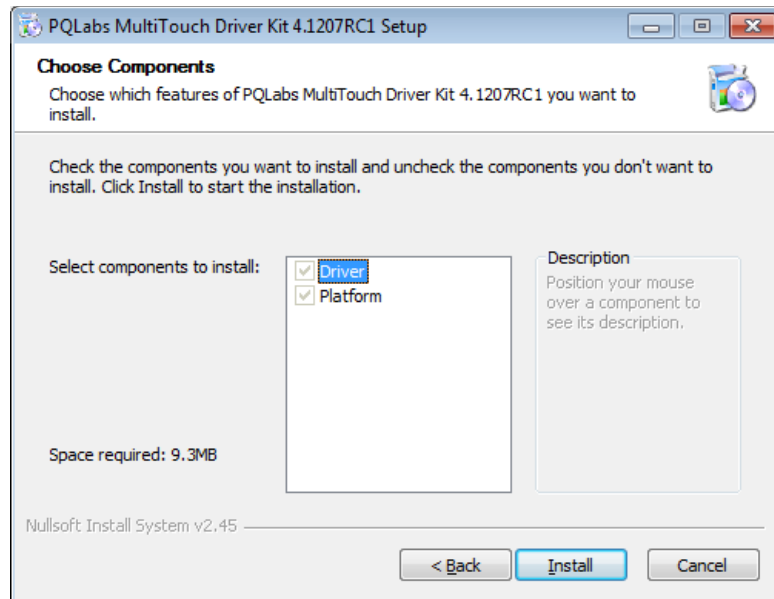 PQLabs MultiTouch Driver Kit 4.1207RC1 Setup
Choose Components
Choose which features of PQLabs MultiTouch Driver Kit 4.1207RC1 you want to
install.
Check the components you want to install and uncheck the components you don't want to
install. Click Install to start the installation.
Select components to install:
Driver
Platform
Description
Position your mouse
over a component to
see its description.
Space required: 9.3MB
Nullsoft Install System v2.45
< Back
Install
Cancel